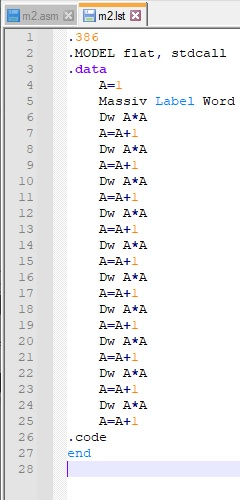 m2.asm m2.lst
1 .386
2 .MODEL flat, stdcall
3 .data
4 A=1
5 Massiv Label Word
6 Dw A*A
7 A=A+1
8 Dw A*A
9 A=A+1
10 Dw A*A
11 A=A+1
12 Dw A*A
13 A=A+1
14 Dw A*A
15 A=A+1
16 Dw A*A
17 A=A+1
18 Dw A*A
19 A=A+1
20 Dw A*A
21 A=A+1
22 Dw A*A
23 A=A+1
24 Dw A*A
25 A=A+1
26 .code
27 end
28